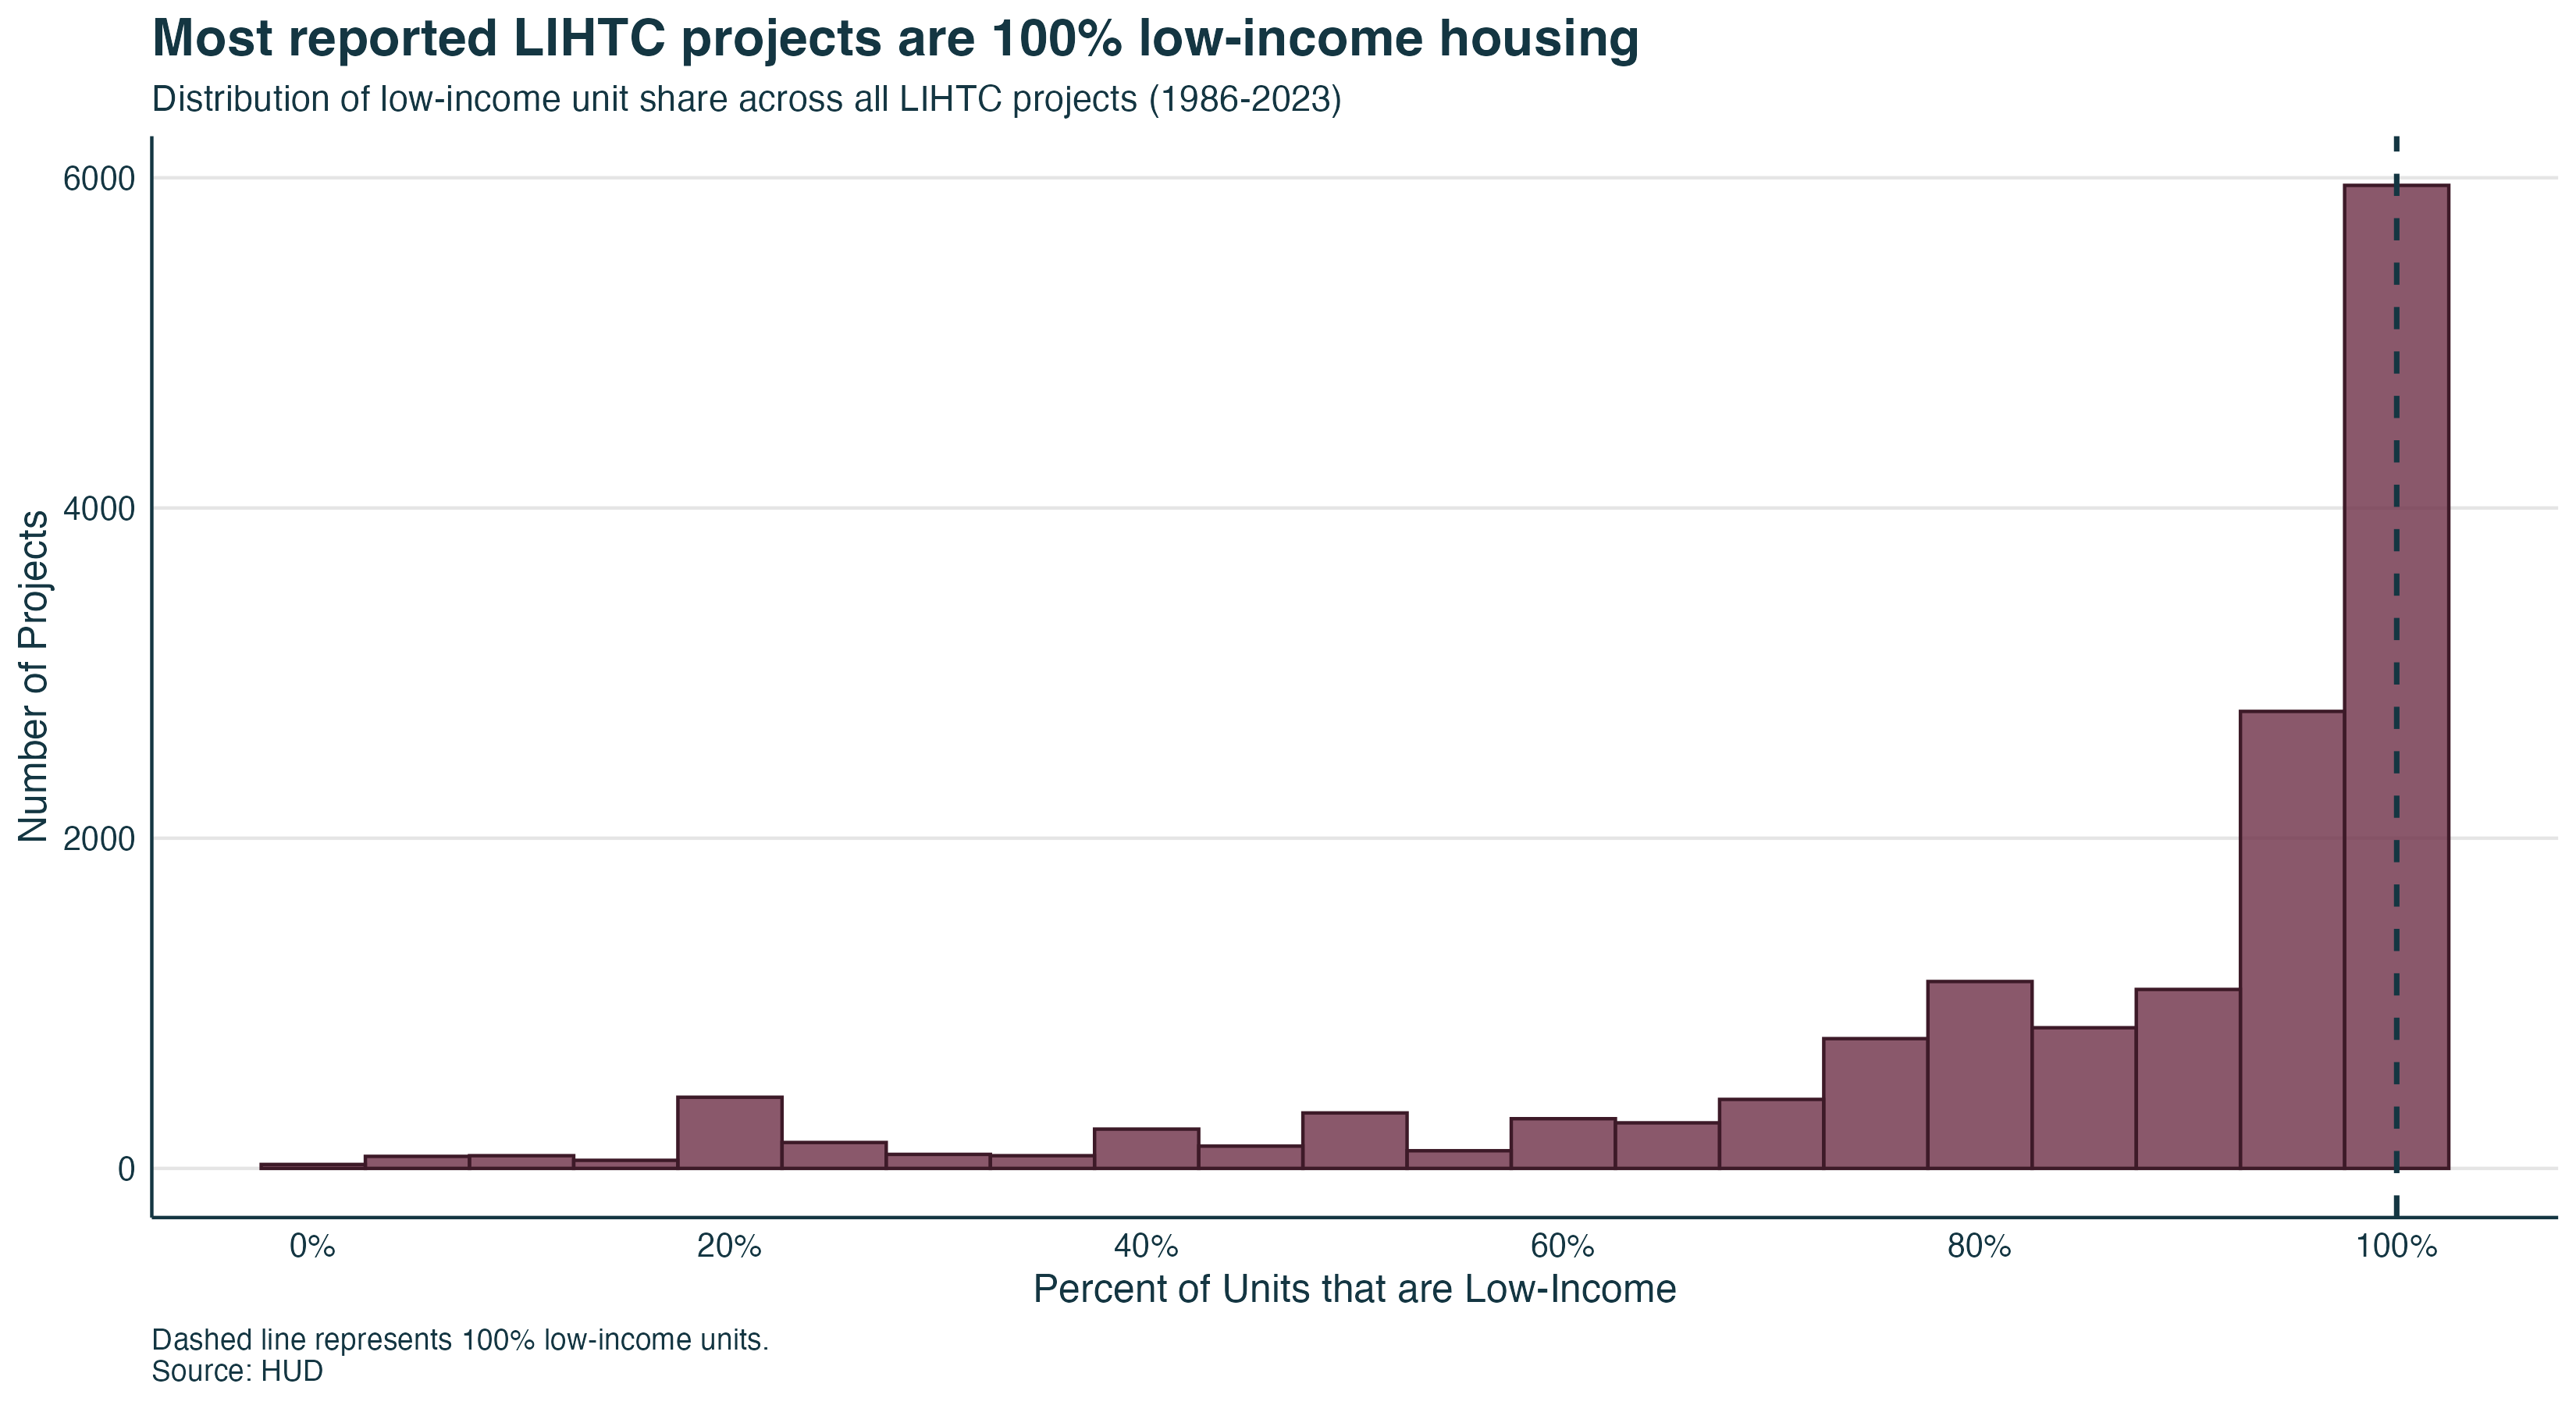 Most reported LIHTC projects are 100% low-income housing
Distribution of low-income unit share across all LIHTC projects (1986-2023)
Number of Projects
6000
4000
2000
0
0%
20%
40%
60%
80%
100%
Percent of Units that are Low-Income
Dashed line represents 100% low-income units.
Source: HUD